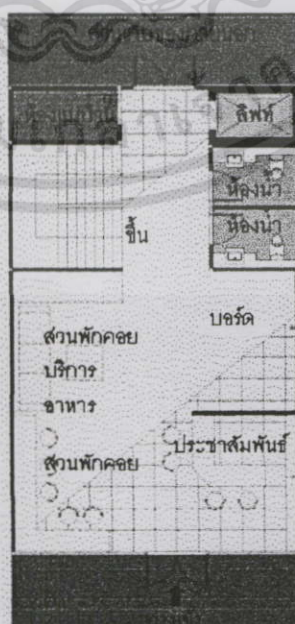 ลิฟท์
ห้องน้ำ
ห้องน้ำ
ขึ้น
บอร์ด
ส่วนพักคอย
บริการ
อาหาร
ประชาสัมพันธ์
ส่วนพักคอย